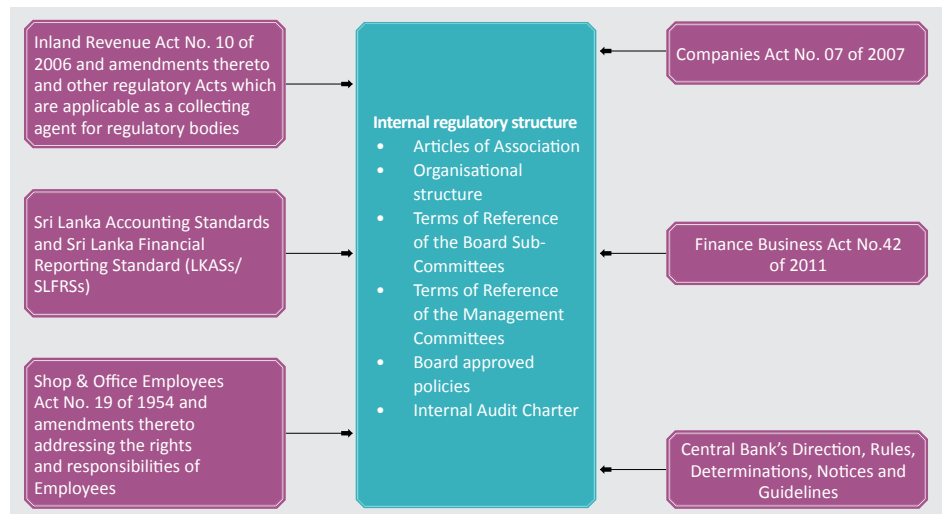 Inland Revenue Act No. 10 of
2006 and amendments thereto
and other regulatory Acts which
are applicable as a collecting
agent for regulatory bodies
Sri Lanka Accounting Standards
and Sri Lanka Financial
Reporting Standard (LKASs/
SLFRSs)
Shop & Office Employees
Act No. 19 of 1954 and
amendments thereto
addressing the rights
and responsibilities of
Employees
Internal regulatory structure
• Articles of Association
• Organisational
structure
• Terms of Reference
of the Board Sub-
Committees
• Terms of Reference
of the Management
Committees
• Board approved
policies
• Internal Audit Charter
Companies Act No. 07 of 2007
Finance Business Act No.42
of 2011
Central Bank's Direction, Rules,
Determinations, Notices and
Guidelines